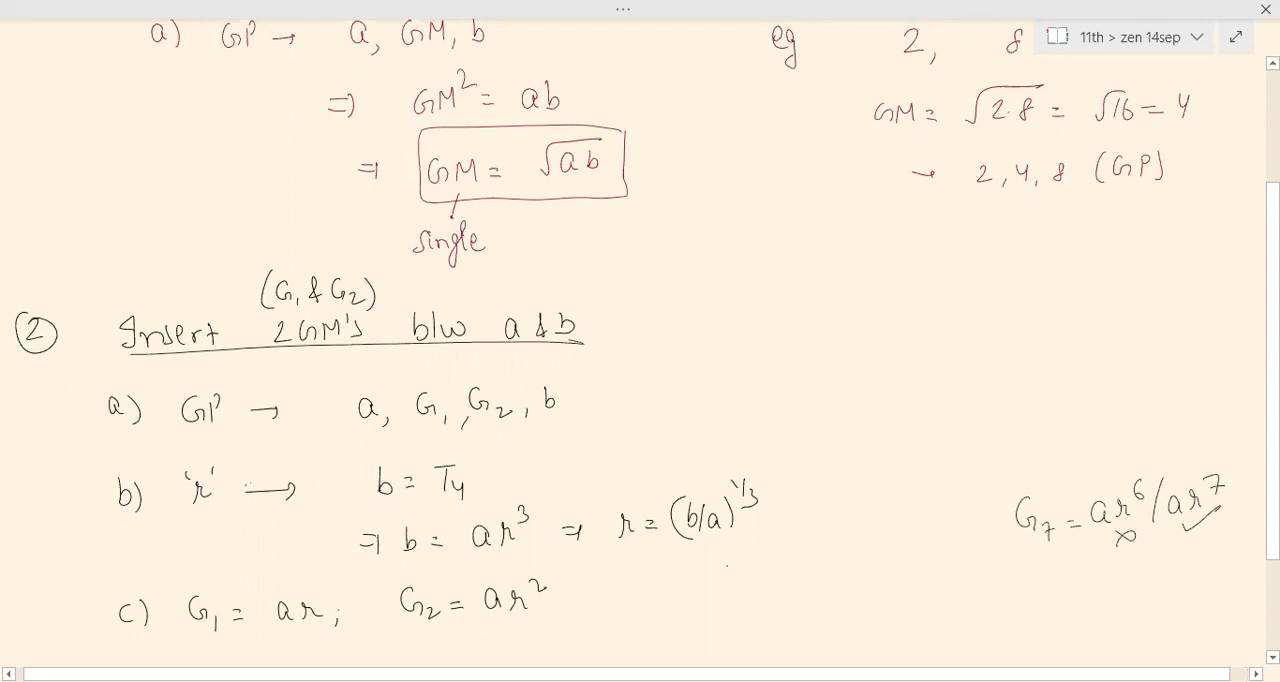 11th > zen 14sep
a) GP → a, GM, b
⇒ GM² = ab
⇒ GM = √ab
single
eg 2, 8
GM = √2.8 = √16 = 4
→ 2, 4, 8 (GP)
(G₁ & G₂)
② Insert 2GM's b/w a & b
a) GP → a, G₁, G₂, b
b) 'r' → b = T₄
⇒ b = ar³ ⇒ r = (b/a)^1/3
c) G₁ = ar; G₂ = ar²
G₇ = ar⁶ / ar⁷
× ✓